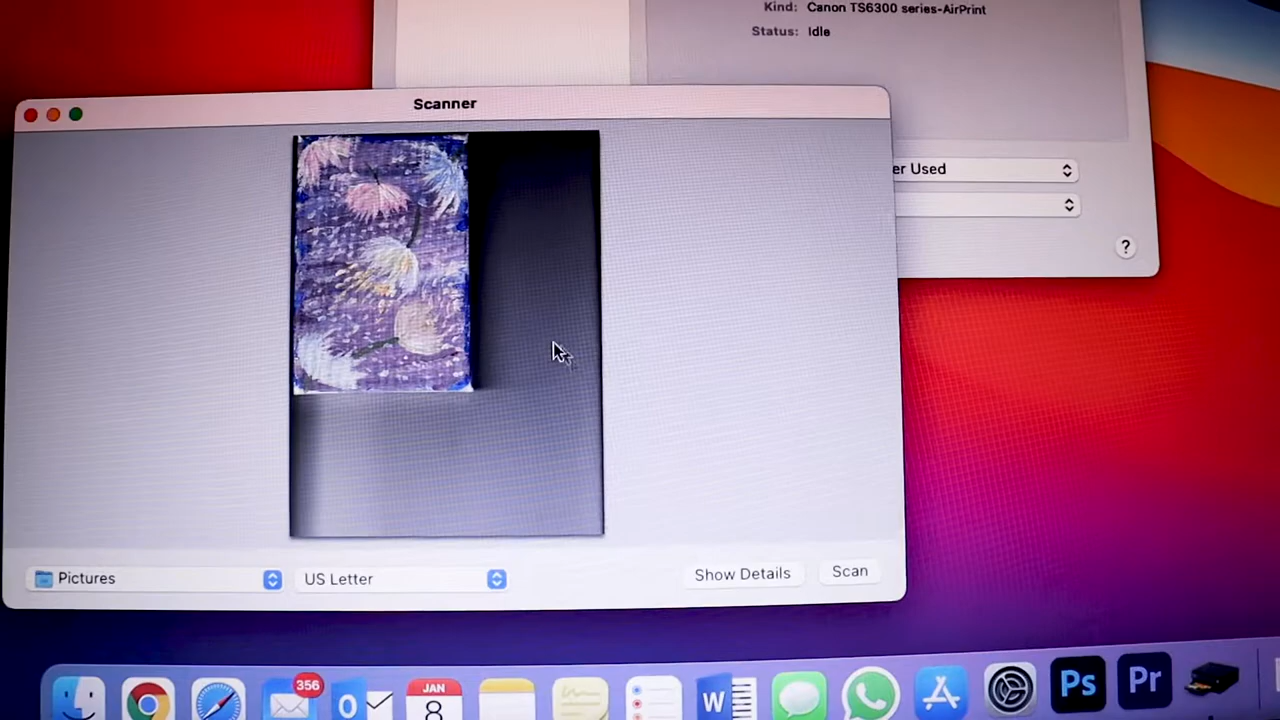 Kind: Canon TS6300 series-AirPrint
Status: Idle
Scanner
er Used
?
Pictures
US Letter
Show Details
Scan
356
JAN
8
W
Ps
Pr